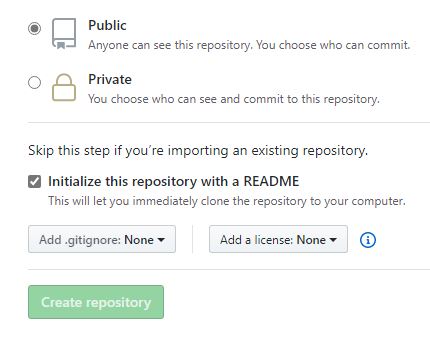 Public
Anyone can see this repository. You choose who can commit.
Private
You choose who can see and commit to this repository.
Skip this step if you’re importing an existing repository.
Initialize this repository with a README
This will let you immediately clone the repository to your computer.
Add .gitignore: None
Add a license: None
Create repository